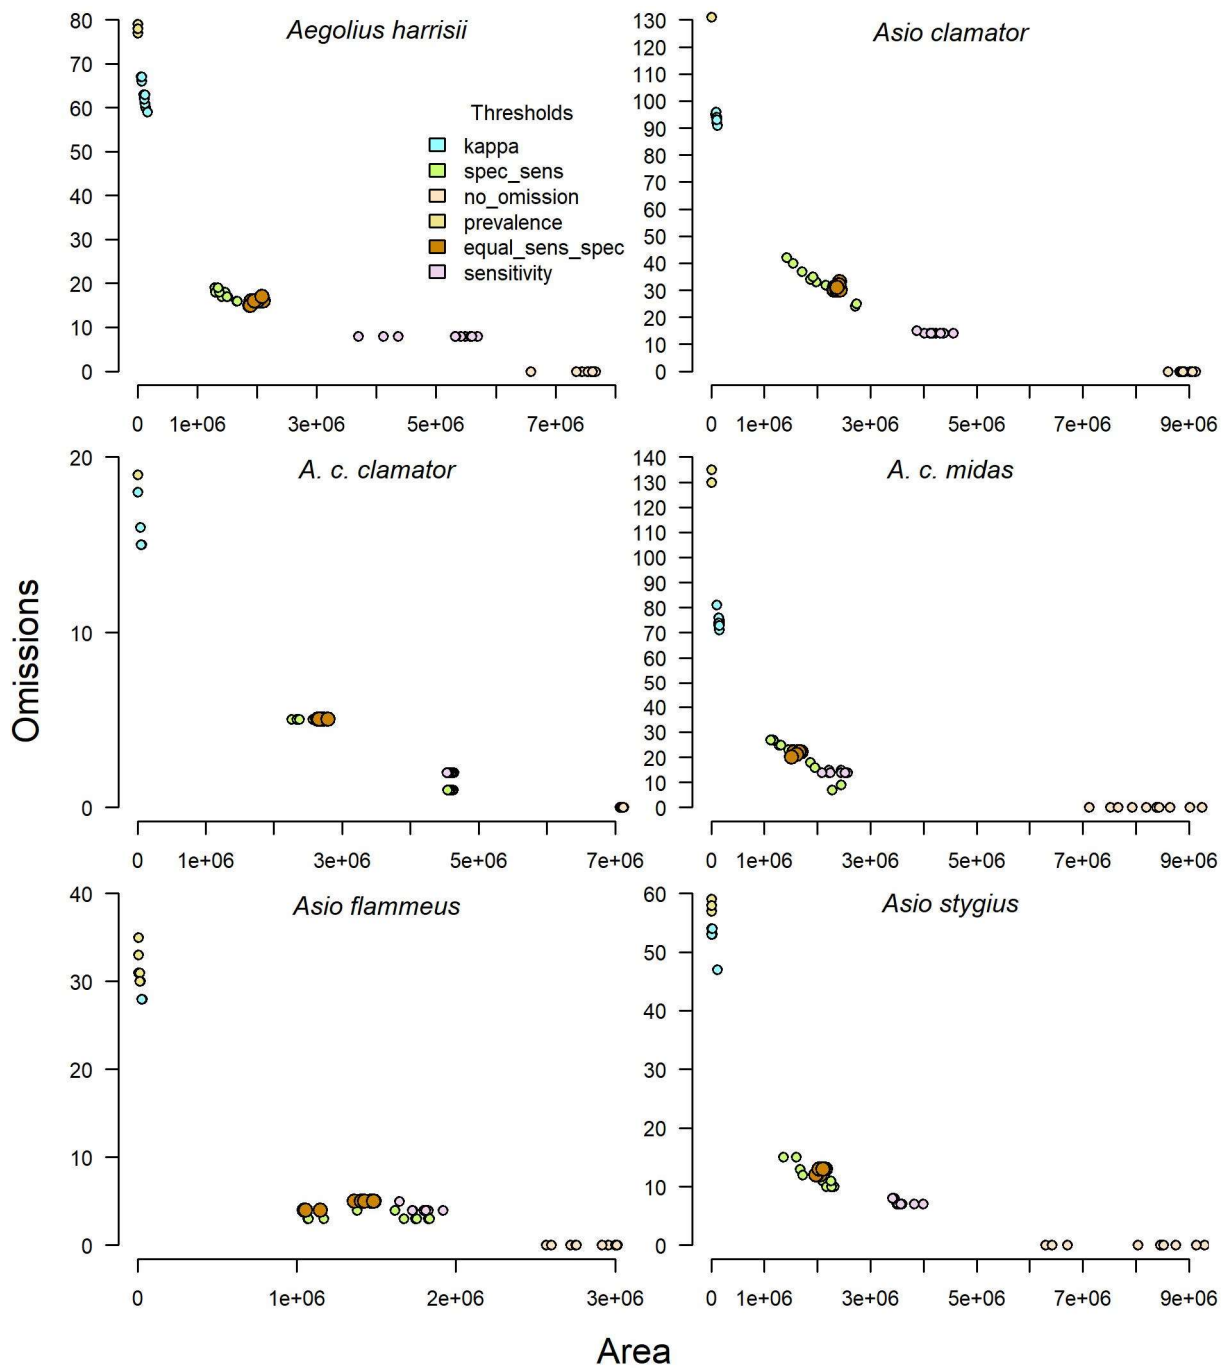 Aegolius harrisii
80
70
60
50
40
30
20
10
0
Thresholds
kappa
spec_sens
no_omission
prevalence
equal_sens_spec
sensitivity
0 1e+06 3e+06 5e+06 7e+06
Asio clamator
130
120
110
100
90
80
70
60
50
40
30
20
10
0
0 1e+06 3e+06 5e+06 7e+06 9e+06
A. c. clamator
20
10
0
0 1e+06 3e+06 5e+06 7e+06
A. c. midas
140
130
120
110
100
90
80
70
60
50
40
30
20
10
0
0 1e+06 3e+06 5e+06 7e+06 9e+06
Omissions
Asio flammeus
40
30
20
10
0
0 1e+06 2e+06 3e+06
Asio stygius
60
50
40
30
20
10
0
0 1e+06 3e+06 5e+06 7e+06 9e+06
Area